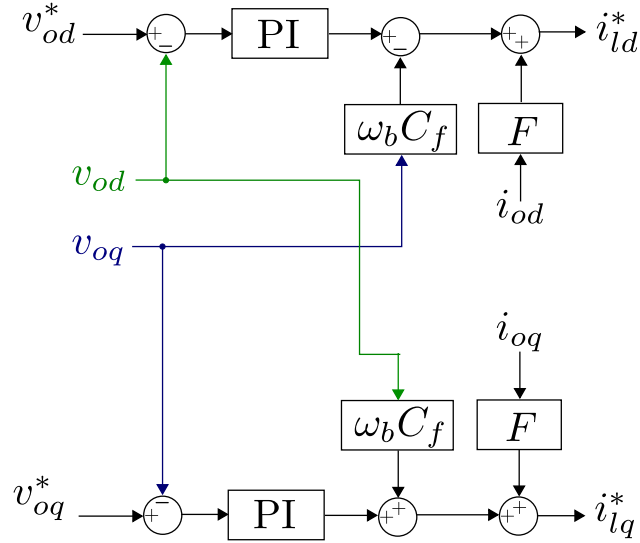 v*od + − PI + − + + i*ld
ωbCf F
vod iod
voq
ioq
ωbCf F
v*oq + − PI + + + + i*lq